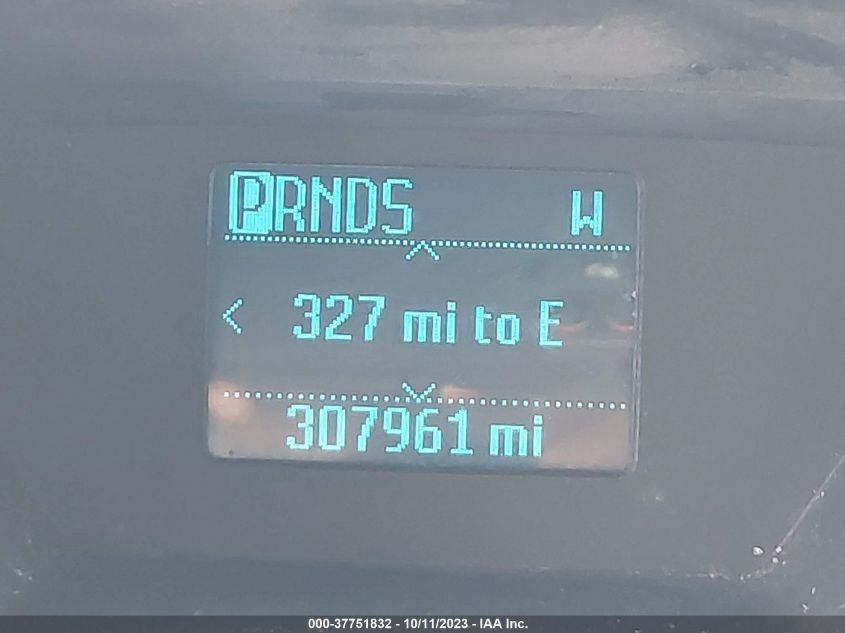 PRNDS W
< 327 mi to E
307961 mi
000-37751832 - 10/11/2023 - IAA Inc.